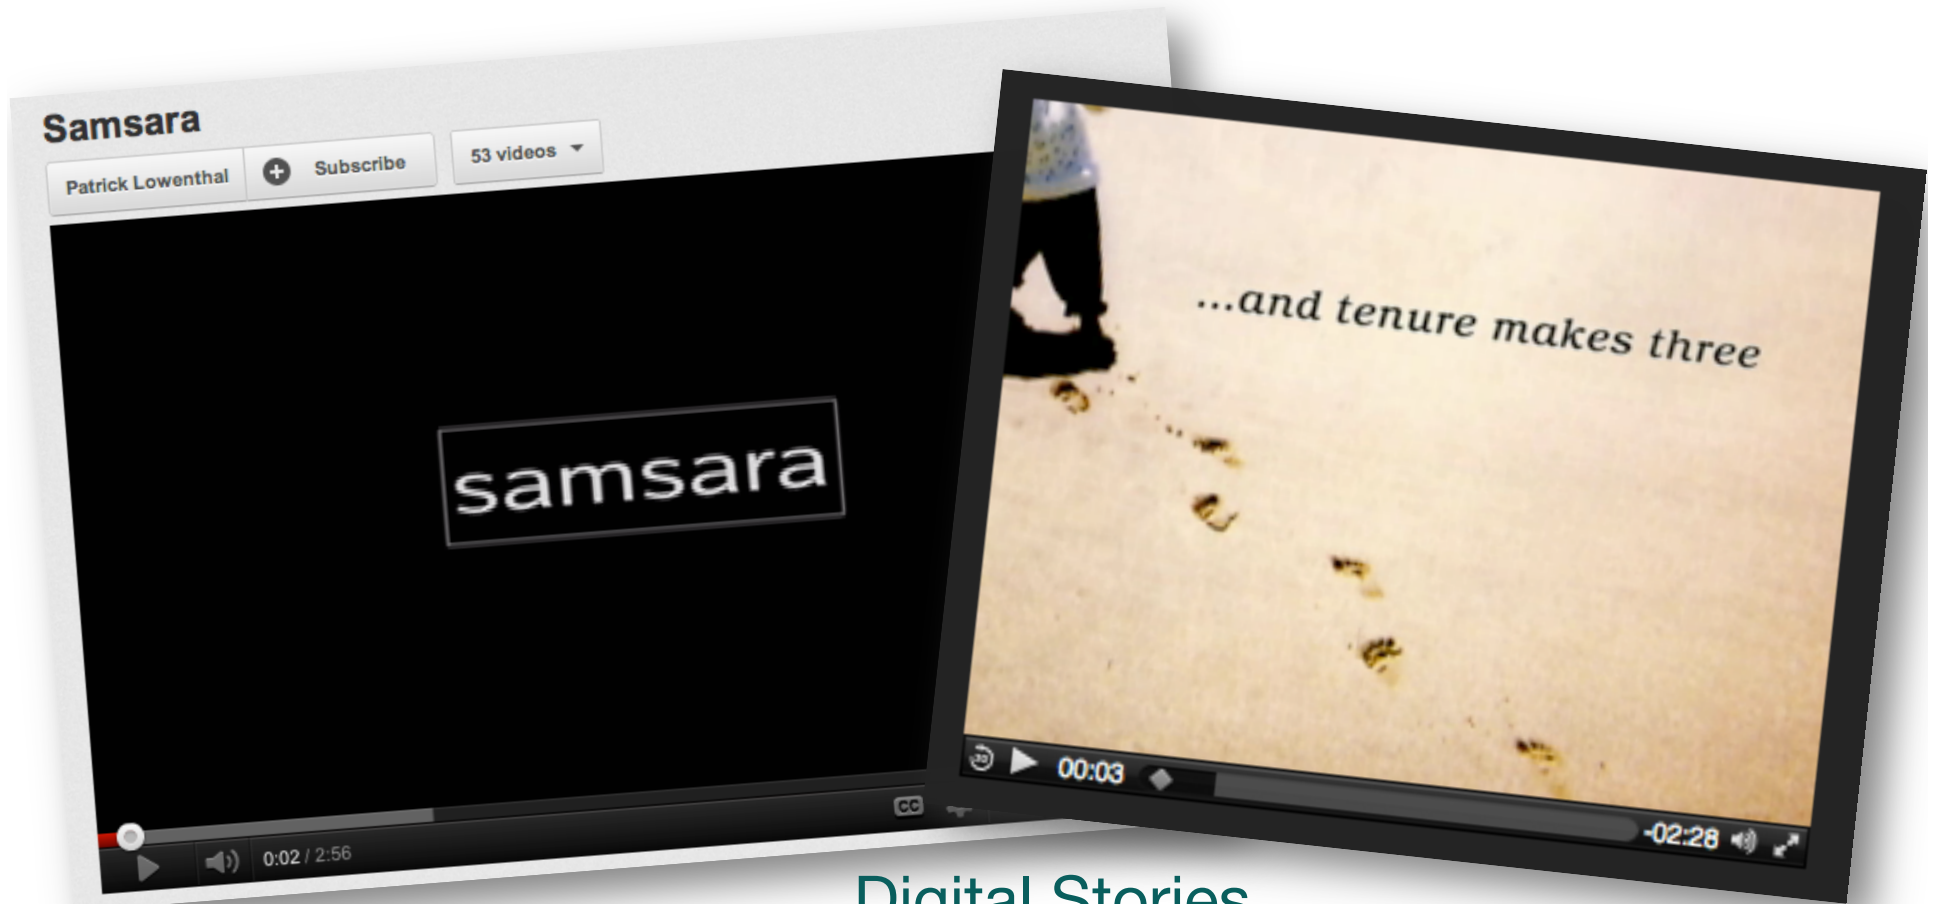 Samsara
Patrick Lowenthal Subscribe 53 videos
samsara
CC
0:02 / 2:56
...and tenure makes three
30 00:03 -02:28
Digital Stories